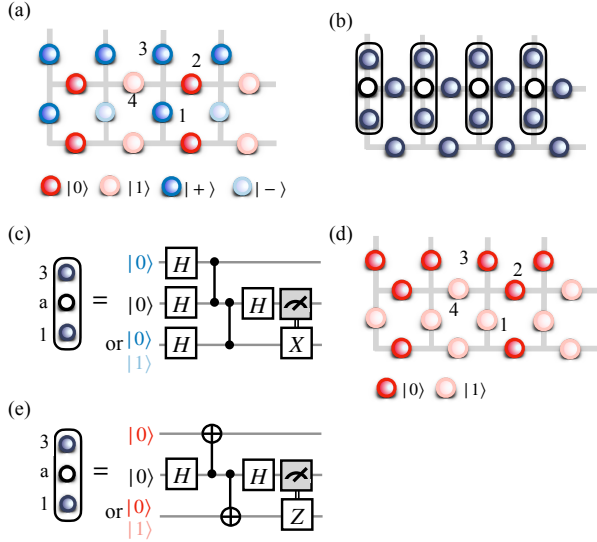 (a)
3
2
4
1
|0⟩ |1⟩ |+⟩ |−⟩
(b)
(c)
3
a
1
=
|0⟩ H
|0⟩ H H
or |0⟩ H X
|1⟩
(d)
3
2
4
1
|0⟩ |1⟩
(e)
3
a
1
=
|0⟩
|0⟩ H H
or |0⟩ Z
|1⟩